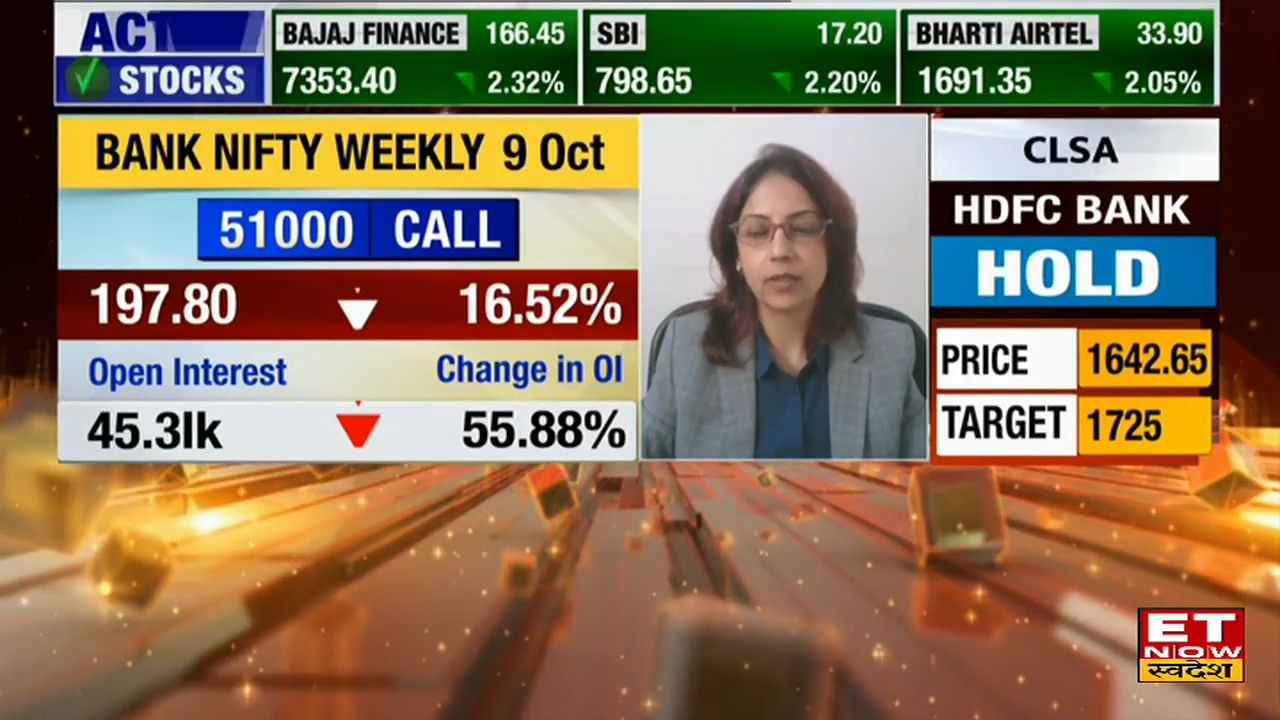 ACT
STOCKS
BAJAJ FINANCE 166.45
7353.40 2.32%
SBI 17.20
798.65 2.20%
BHARTI AIRTEL 33.90
1691.35 2.05%
BANK NIFTY WEEKLY 9 Oct
51000 CALL
197.80 16.52%
Open Interest Change in OI
45.3lk 55.88%
CLSA
HDFC BANK
HOLD
PRICE 1642.65
TARGET 1725
ET
NOW
स्वदेश